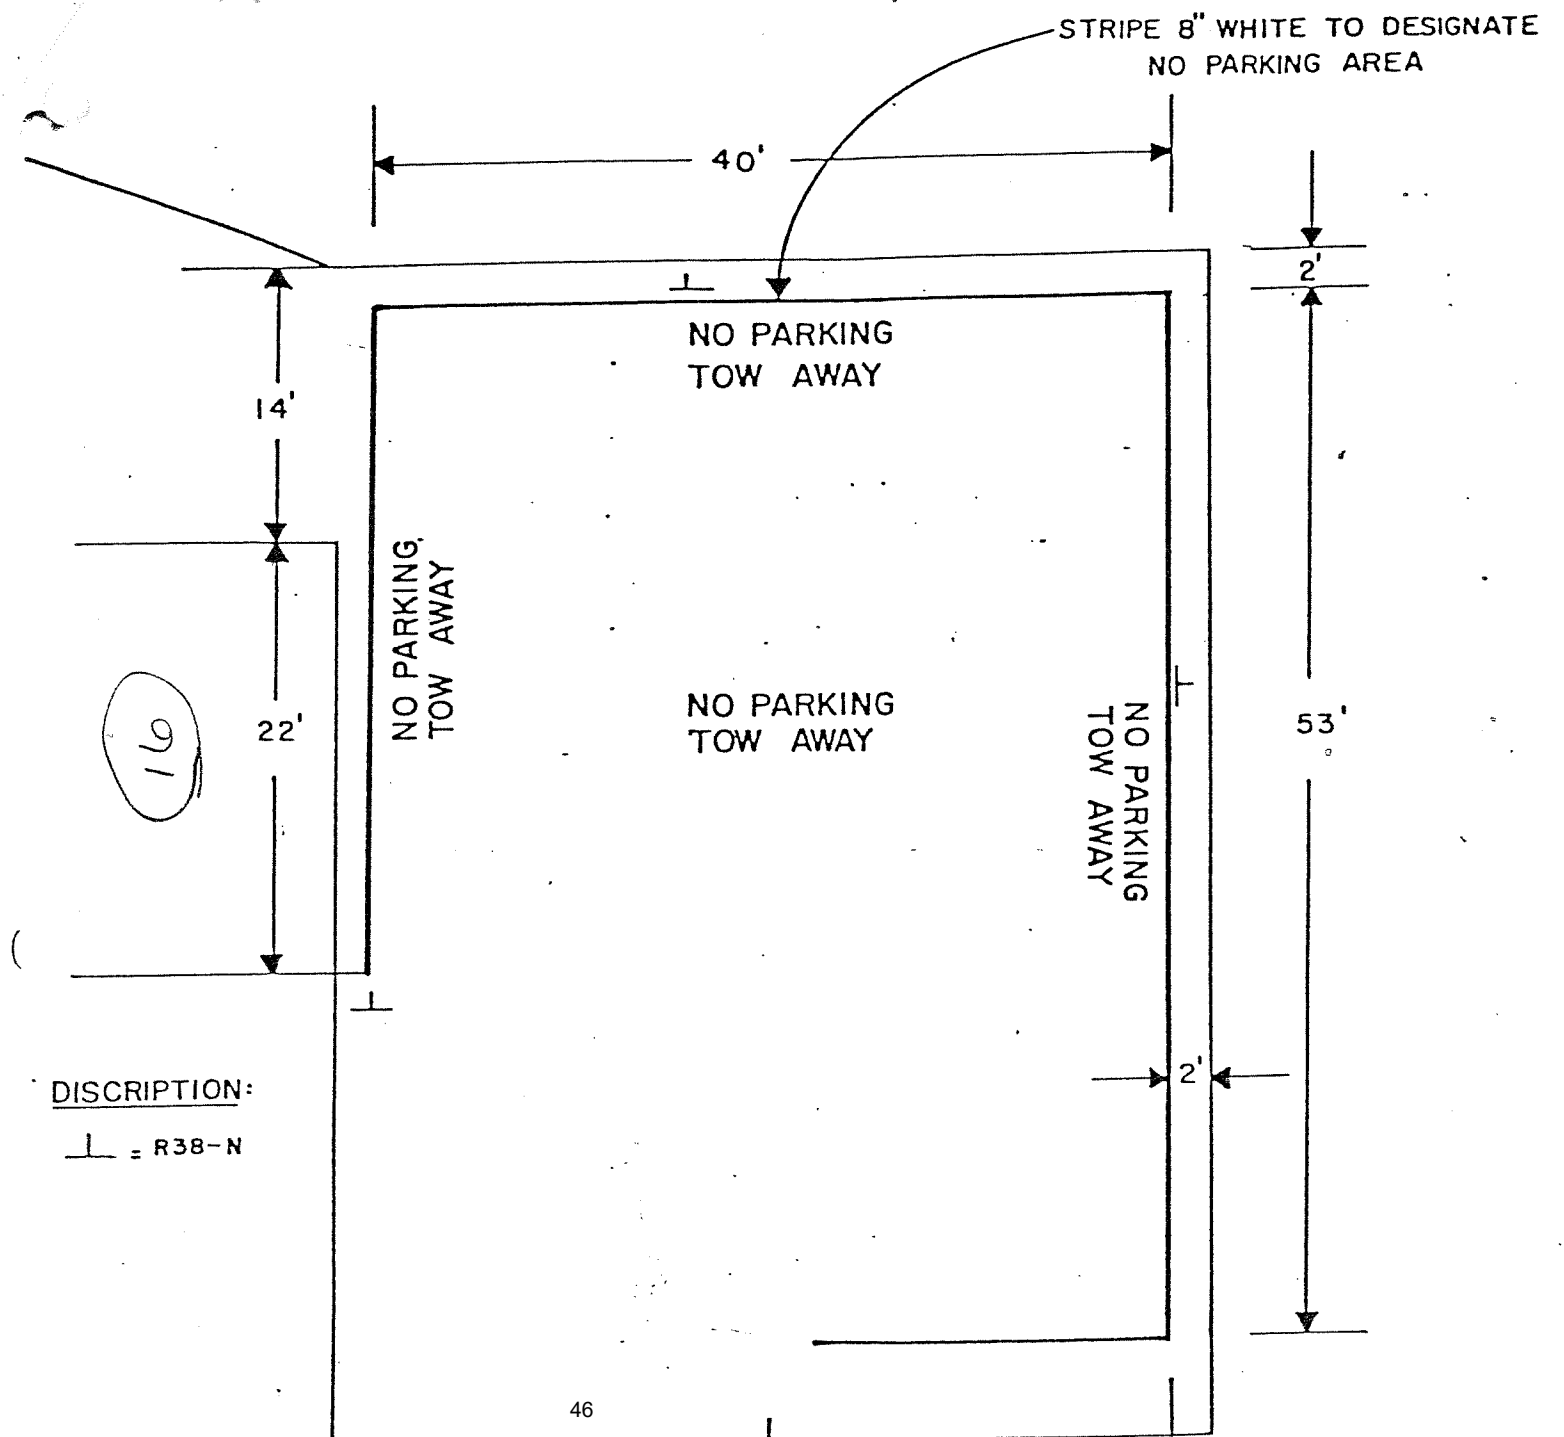 STRIPE 8" WHITE TO DESIGNATE
NO PARKING AREA
40'
2'
14'
NO PARKING
TOW AWAY
NO PARKING,
TOW AWAY
22'
16
NO PARKING
TOW AWAY
NO PARKING
TOW AWAY
53'
2'
DISCRIPTION:
⊥ = R38-N
46